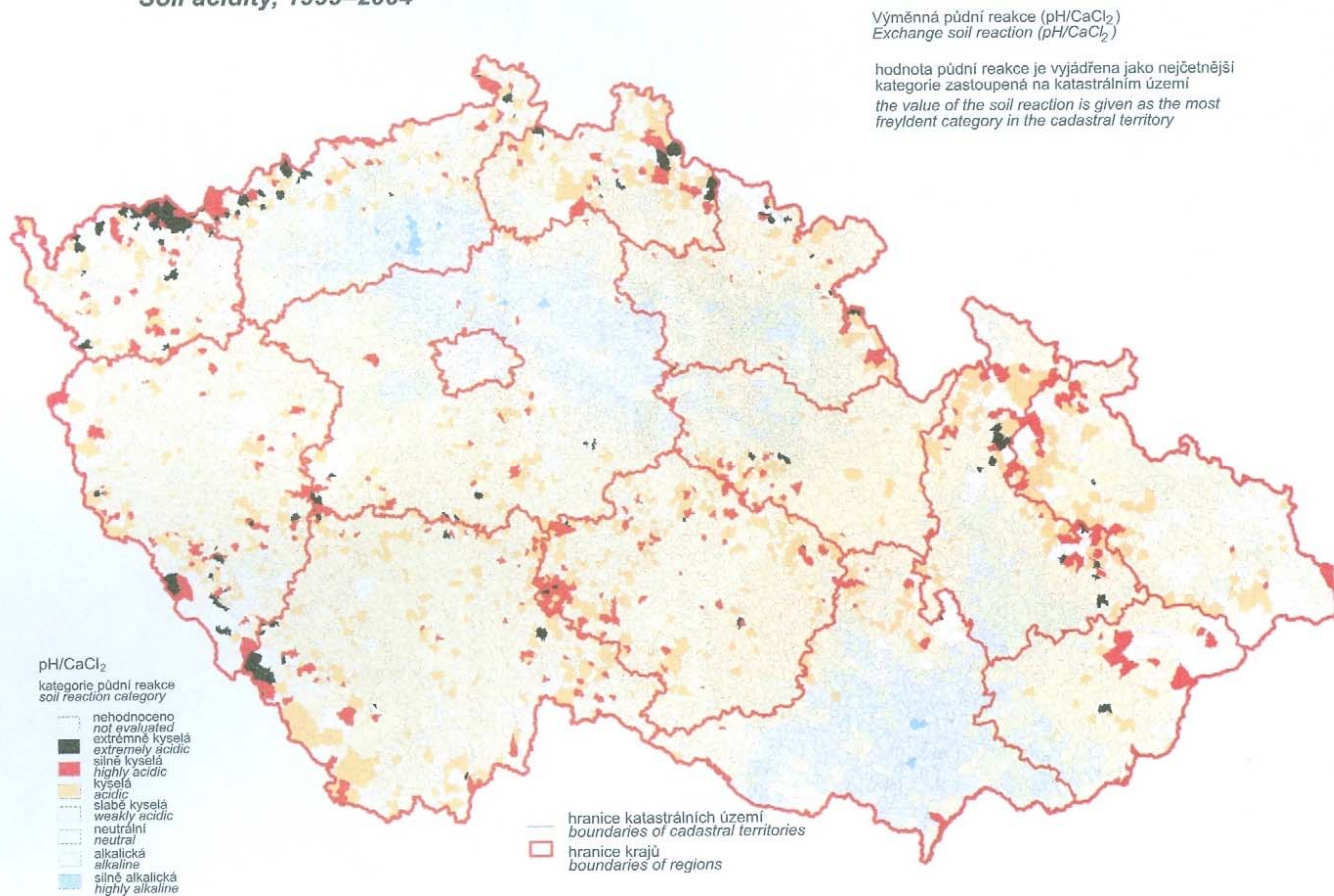 Soil acidity, 1999–2004
Výměnná půdní reakce (pH/CaCl₂)
Exchange soil reaction (pH/CaCl₂)
hodnota půdní reakce je vyjádřena jako nejčetnější
kategorie zastoupená na katastrálním území
the value of the soil reaction is given as the most
freyldent category in the cadastral territory
pH/CaCl₂
kategorie půdní reakce
soil reaction category
nehodnoceno
not evaluated
extrémně kyselá
extremely acidic
silně kyselá
highly acidic
kyselá
acidic
slabě kyselá
weakly acidic
neutrální
neutral
alkalická
alkaline
silně alkalická
highly alkaline
hranice katastrálních území
boundaries of cadastral territories
hranice krajů
boundaries of regions